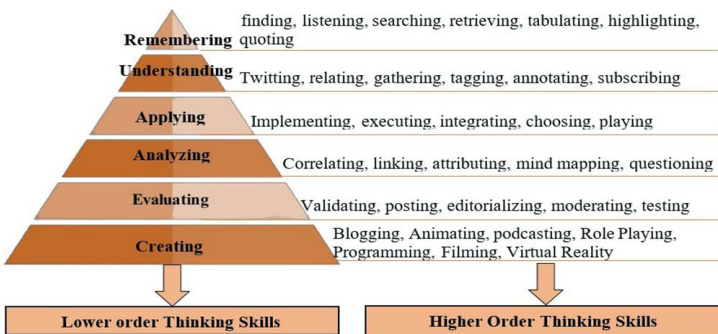 finding, listening, searching, retrieving, tabulating, highlighting,
Remembering quoting
Understanding Twitting, relating, gathering, tagging, annotating, subscribing
Applying Implementing, executing, integrating, choosing, playing
Analyzing Correlating, linking, attributing, mind mapping, questioning
Evaluating Validating, posting, editorializing, moderating, testing
Creating Blogging, Animating, podcasting, Role Playing,
Programming, Filming, Virtual Reality
Lower order Thinking Skills Higher Order Thinking Skills